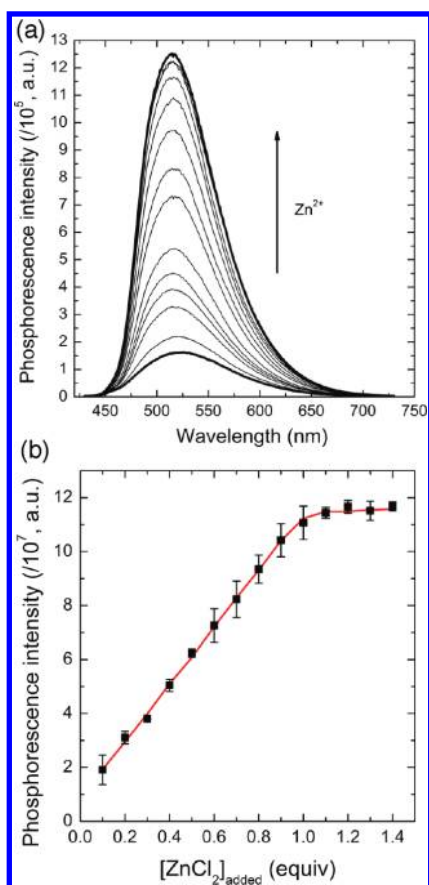 (a)
13
12
11
10
9
8
7
6
5
4
3
2
1
0
Phosphorescence intensity (/10⁵, a.u.)
Zn²⁺
450 500 550 600 650 700 750
Wavelength (nm)
(b)
14
12
10
8
6
4
2
0
Phosphorescence intensity (/10⁷, a.u.)
0.0 0.2 0.4 0.6 0.8 1.0 1.2 1.4
[ZnCl₂]added (equiv)